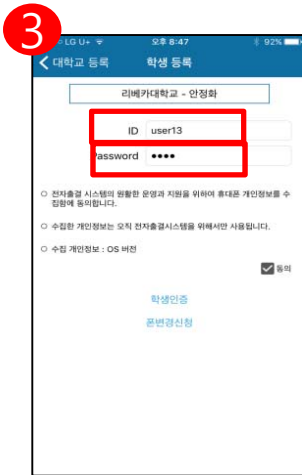 3
LG U+ 오후 8:47 92%
대학교 등록 학생 등록
리베카대학교 - 안정화
ID user13
Password ●●●●
○ 전자출결 시스템의 원활한 운영과 지원을 위하여 휴대폰 개인정보를 수
집함에 동의합니다.
○ 수집한 개인정보는 오직 전자출결시스템을 위해서만 사용됩니다.
○ 수집 개인정보 : OS 버전
동의
학생인증
폰변경신청